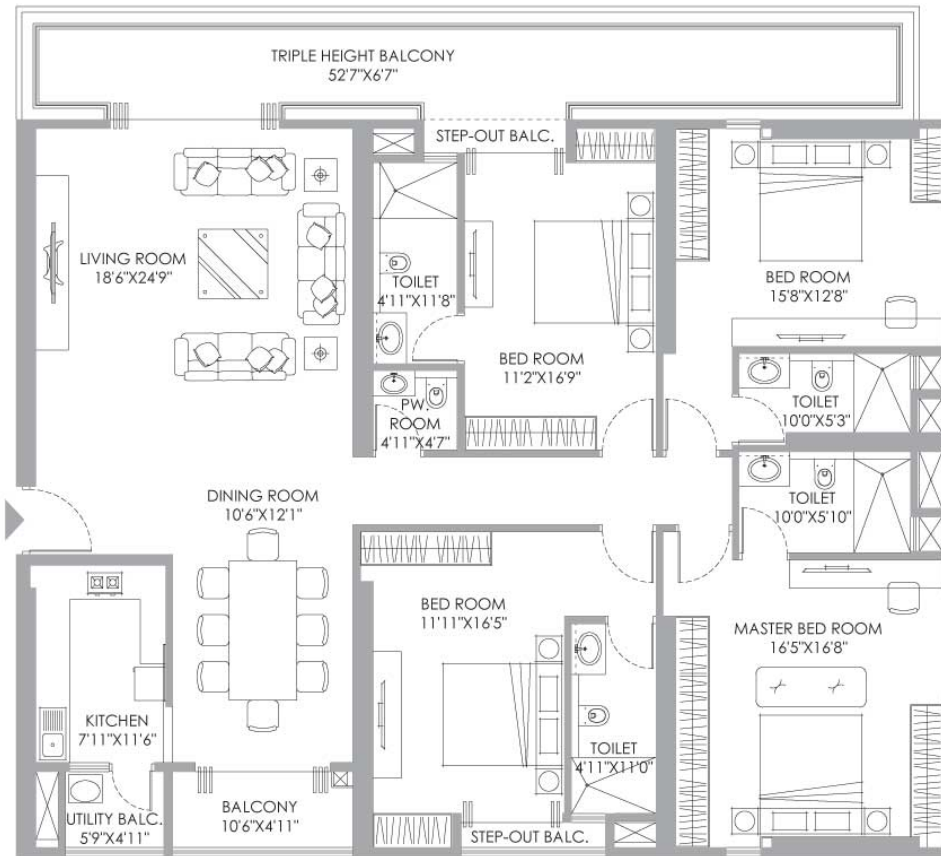 TRIPLE HEIGHT BALCONY
52'7"X6'7"
STEP-OUT BALC.
LIVING ROOM
18'6"X24'9"
TOILET
4'11"X11'8"
BED ROOM
11'2"X16'9"
BED ROOM
15'8"X12'8"
PW.
ROOM
4'11"X4'7"
TOILET
10'0"X5'3"
DINING ROOM
10'6"X12'1"
TOILET
10'0"X5'10"
BED ROOM
11'11"X16'5"
MASTER BED ROOM
16'5"X16'8"
KITCHEN
7'11"X11'6"
TOILET
4'11"X11'0"
UTILITY BALC.
5'9"X4'11"
BALCONY
10'6"X4'11"
STEP-OUT BALC.